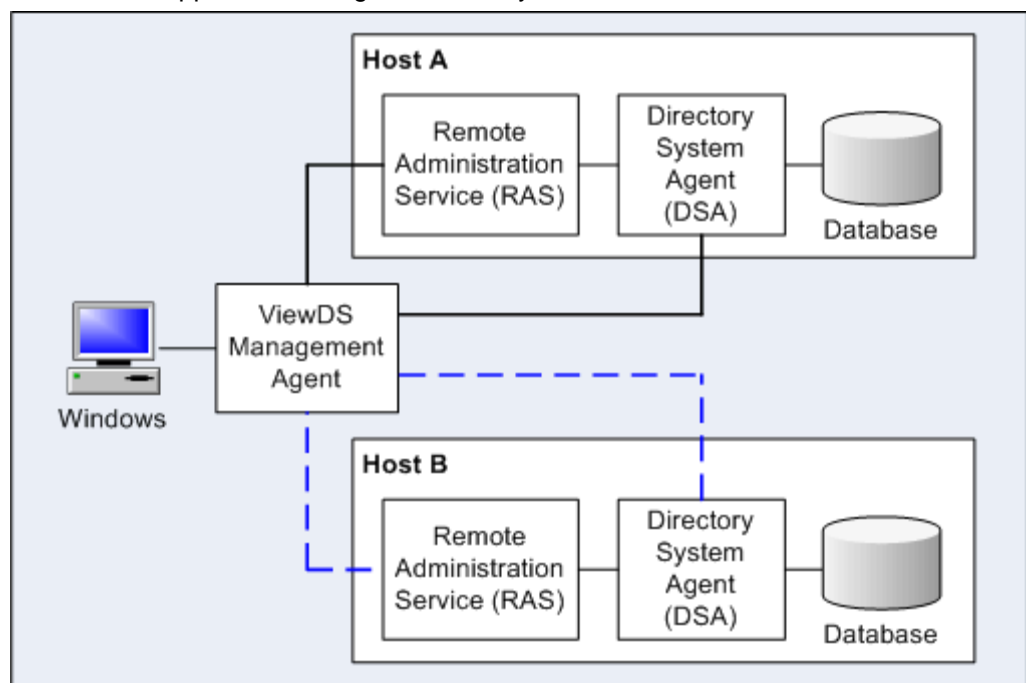 Host A
Remote
Administration
Service (RAS)
Directory
System
Agent
(DSA)
Database
ViewDS
Management
Agent
Windows
Host B
Remote
Administration
Service (RAS)
Directory
System
Agent
(DSA)
Database